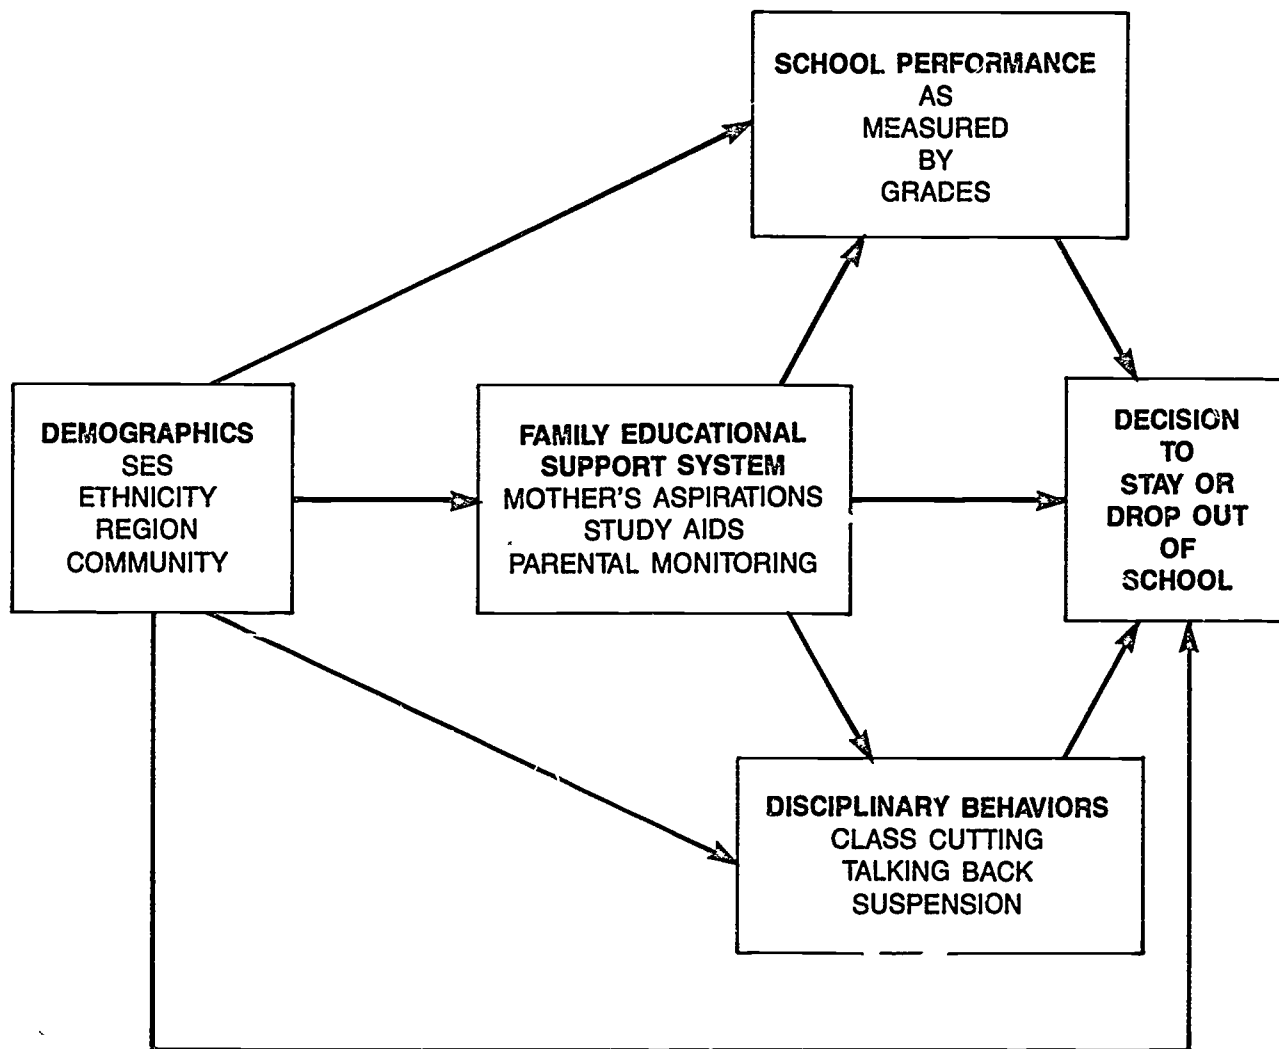 SCHOOL PERFORMANCE
AS
MEASURED
BY
GRADES
DEMOGRAPHICS
SES
ETHNICITY
REGION
COMMUNITY
FAMILY EDUCATIONAL
SUPPORT SYSTEM
MOTHER'S ASPIRATIONS
STUDY AIDS
PARENTAL MONITORING
DECISION
TO
STAY OR
DROP OUT
OF
SCHOOL
DISCIPLINARY BEHAVIORS
CLASS CUTTING
TALKING BACK
SUSPENSION